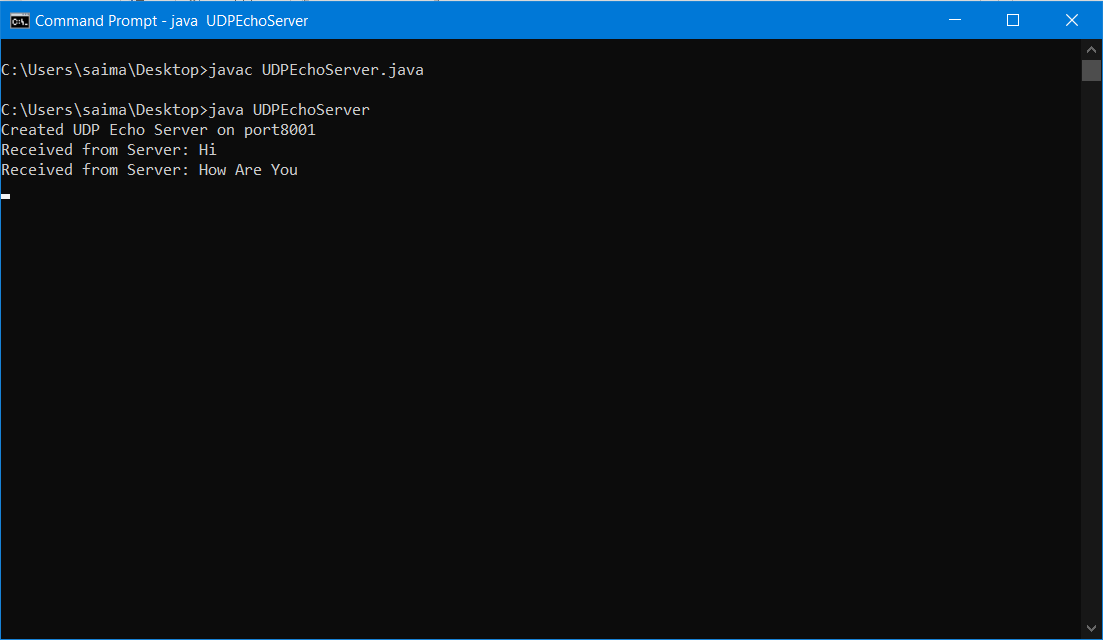 Command Prompt - java  UDPEchoServer
C:\Users\saima\Desktop>javac UDPEchoServer.java
C:\Users\saima\Desktop>java UDPEchoServer
Created UDP Echo Server on port8001
Received from Server: Hi
Received from Server: How Are You